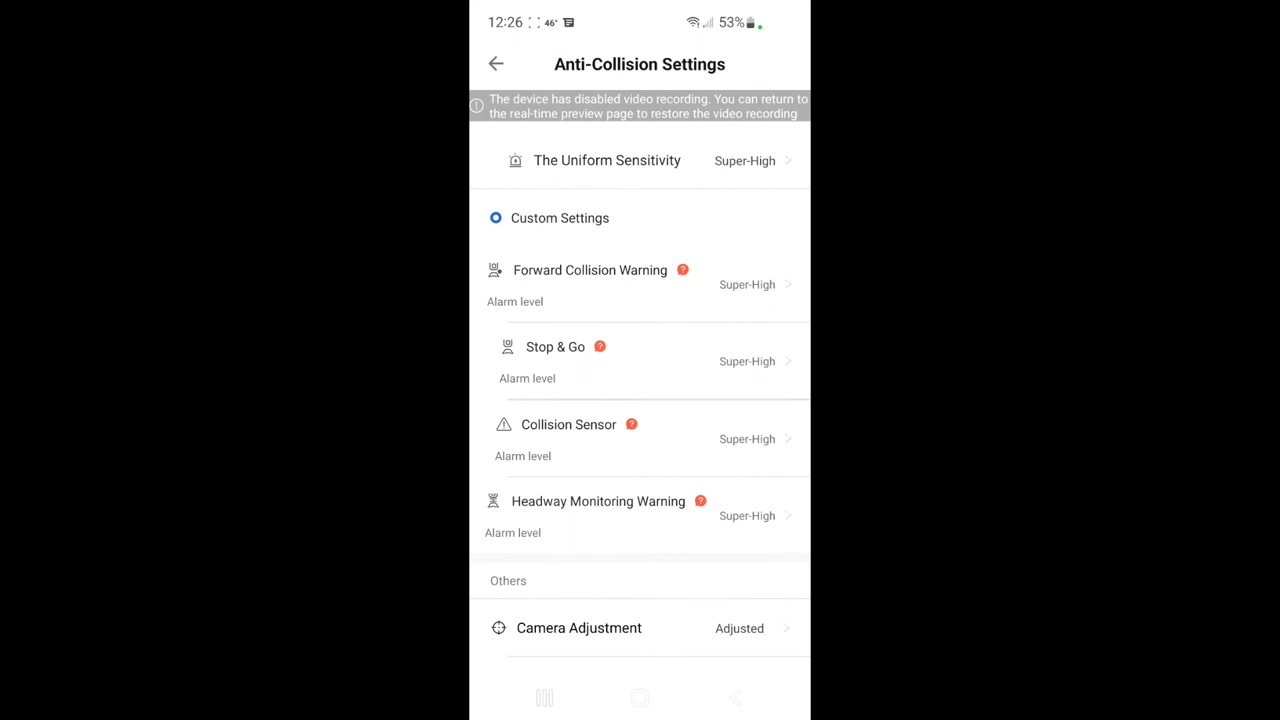 12:26 46° 53%
Anti-Collision Settings
The device has disabled video recording. You can return to
the real-time preview page to restore the video recording
The Uniform Sensitivity Super-High
Custom Settings
Forward Collision Warning ?
Super-High
Alarm level
Stop & Go ?
Super-High
Alarm level
Collision Sensor ?
Super-High
Alarm level
Headway Monitoring Warning ?
Super-High
Alarm level
Others
Camera Adjustment Adjusted